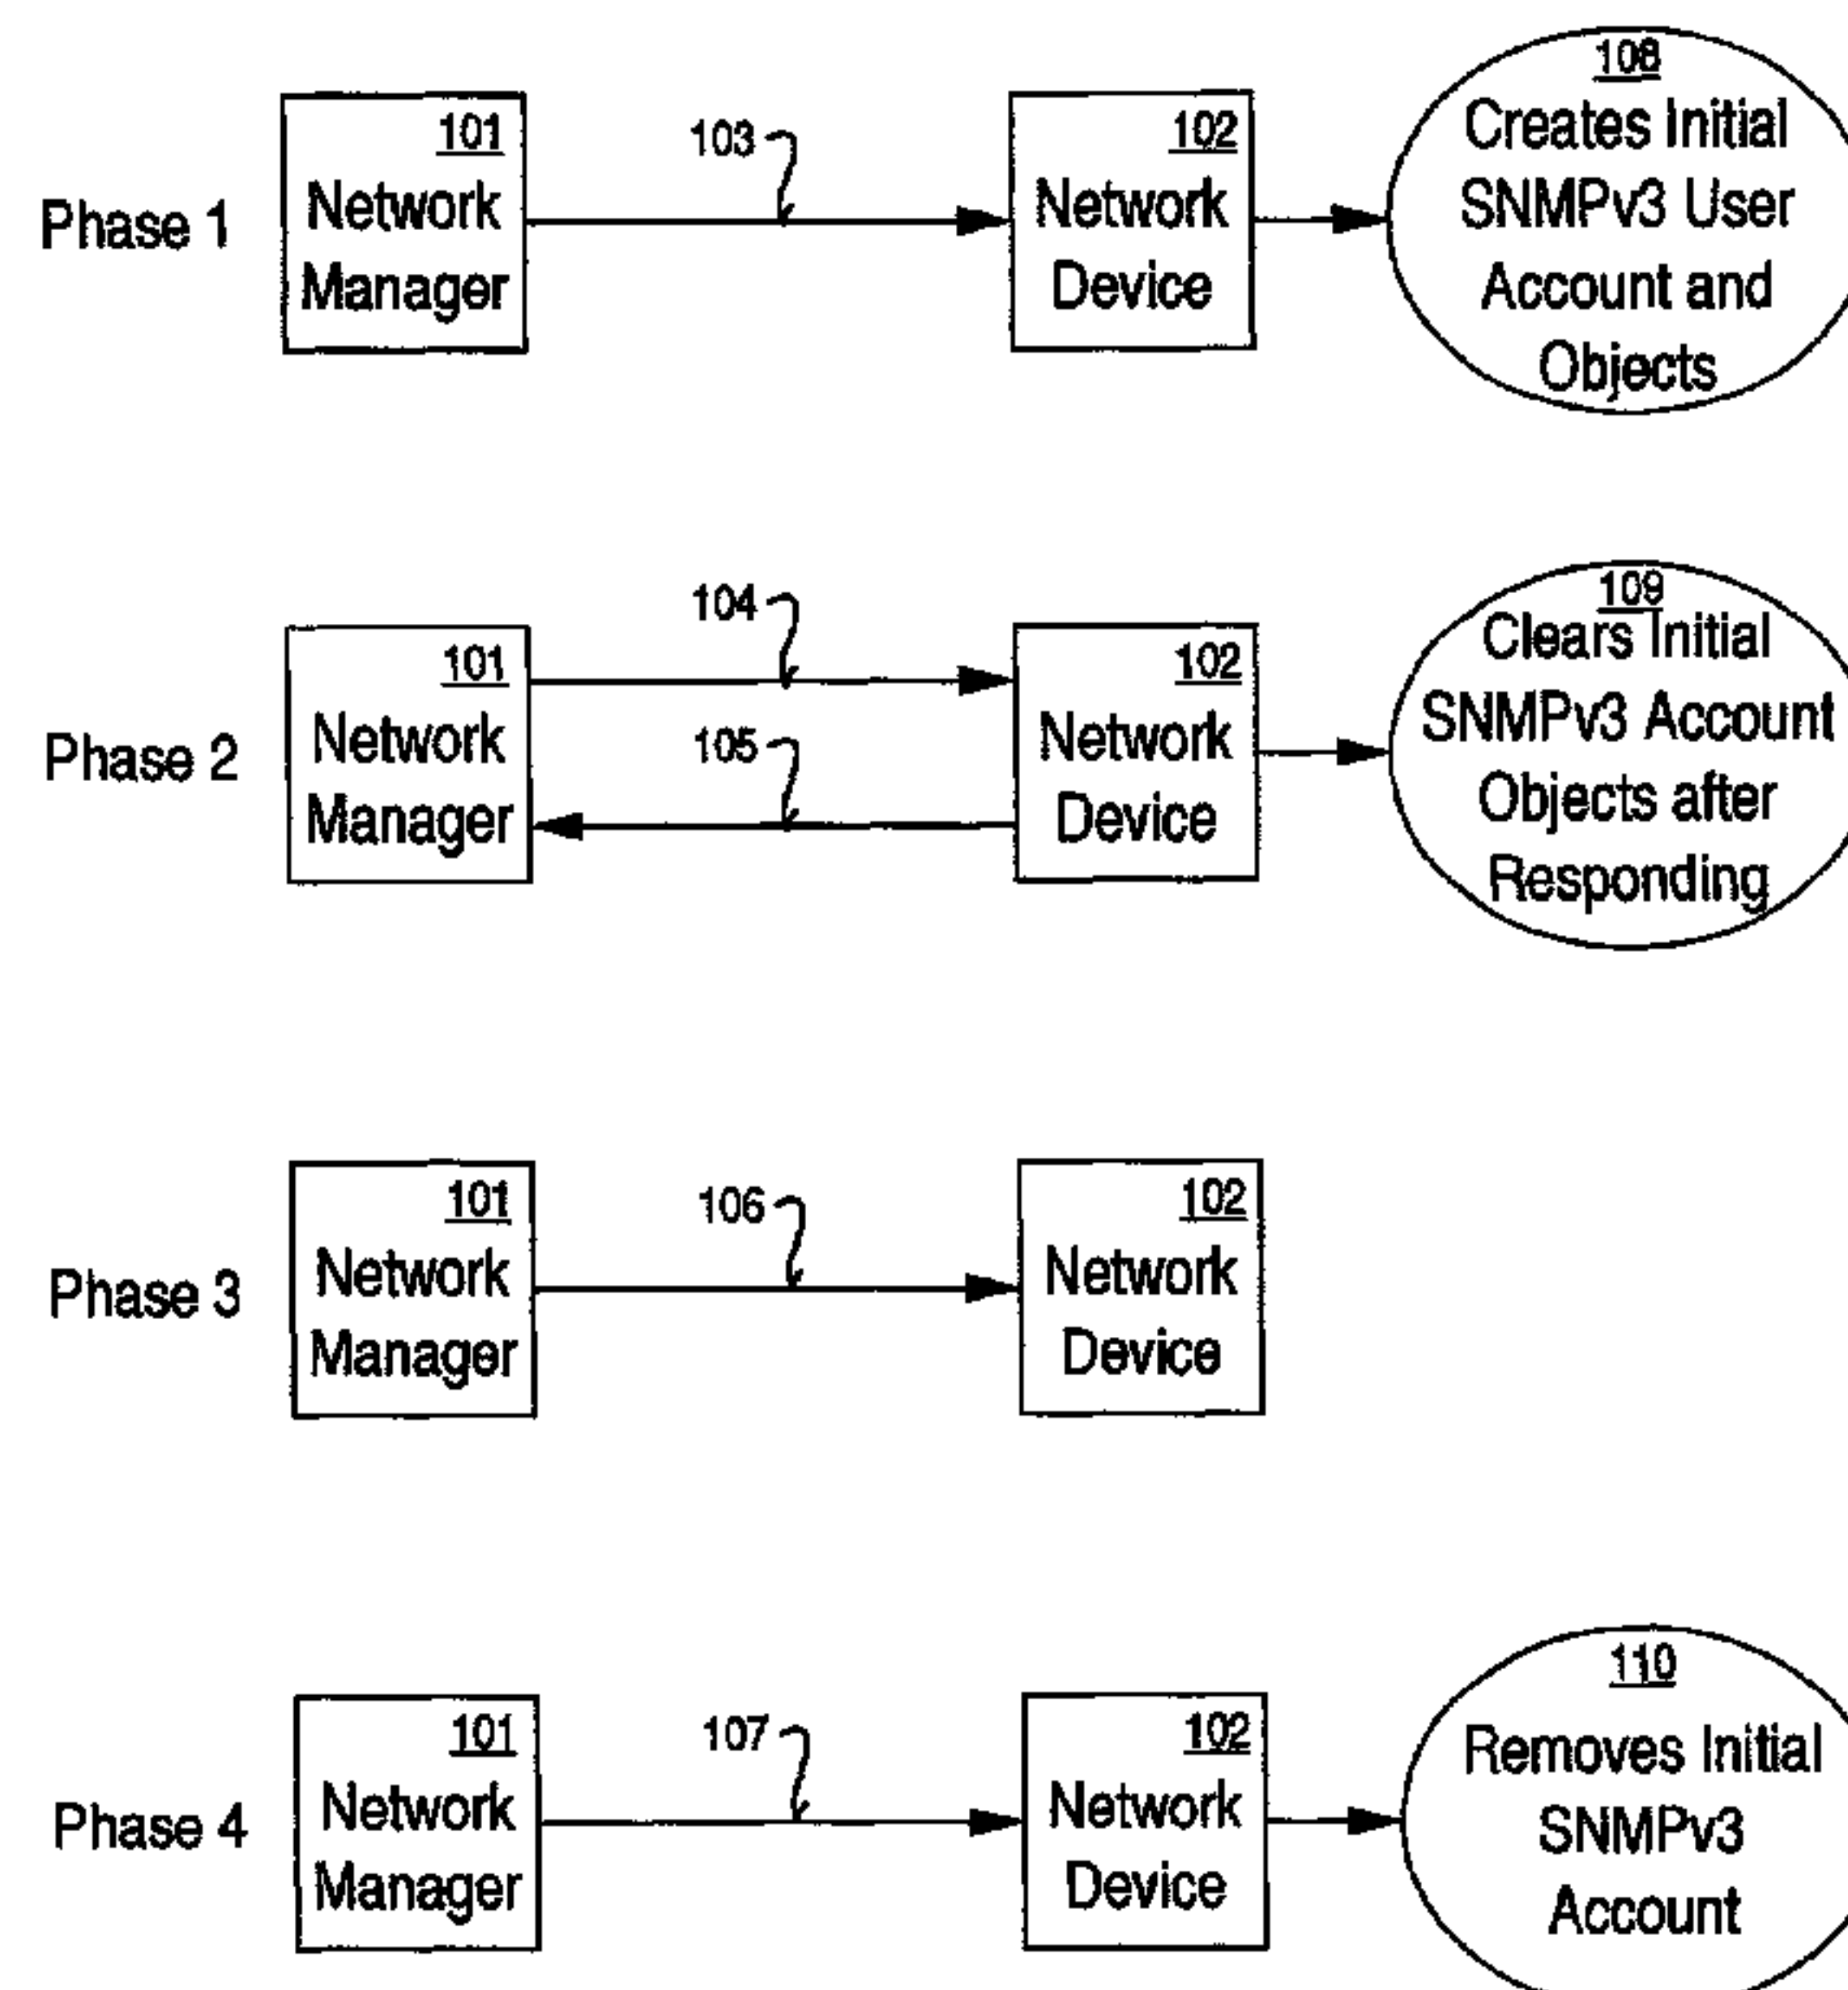 108
Creates Initial
SNMPv3 User
Account and
Objects
101
Network
Manager
103
102
Network
Device
Phase 1
109
Clears Initial
SNMPv3 Account
Objects after
Responding
101
Network
Manager
104
105
102
Network
Device
Phase 2
101
Network
Manager
106
102
Network
Device
Phase 3
110
Removes Initial
SNMPv3
Account
101
Network
Manager
107
102
Network
Device
Phase 4